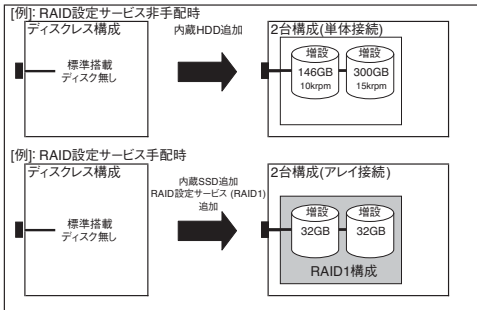 [例]: RAID設定サービス非手配時
ディスクレス構成
内蔵HDD追加
2台構成(単体接続)
標準搭載
ディスク無し
増設
146GB
10krpm
増設
300GB
15krpm
[例]: RAID設定サービス手配時
ディスクレス構成
内蔵SSD追加
RAID設定サービス (RAID1)
追加
2台構成(アレイ接続)
標準搭載
ディスク無し
増設
32GB
増設
32GB
RAID1構成